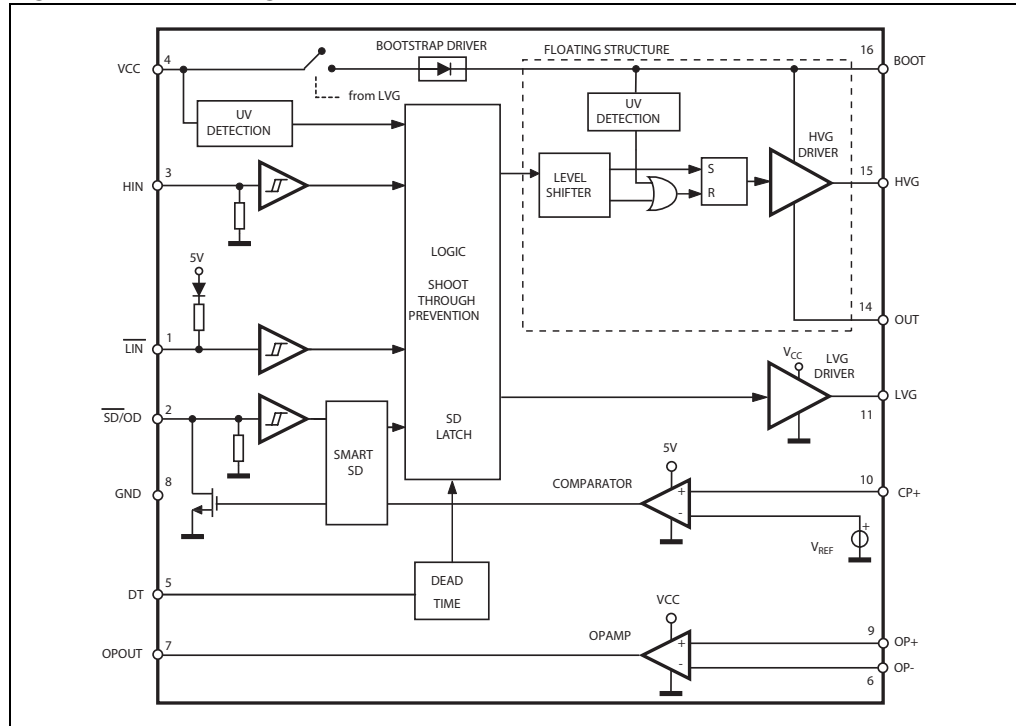 BOOTSTRAP DRIVER
FLOATING STRUCTURE
16
BOOT
4
VCC
from LVG
UV
DETECTION
UV
DETECTION
HVG
DRIVER
3
HIN
LEVEL
SHIFTER
S
R
15
HVG
LOGIC
SHOOT
THROUGH
PREVENTION
5V
14
OUT
1
LIN
VCC
LVG
DRIVER
LVG
11
2
SD/OD
SD
LATCH
SMART
SD
8
GND
5V
COMPARATOR
+
-
10
CP+
+
VREF
5
DT
DEAD
TIME
VCC
OPAMP
+
-
9
OP+
OP-
6
7
OPOUT